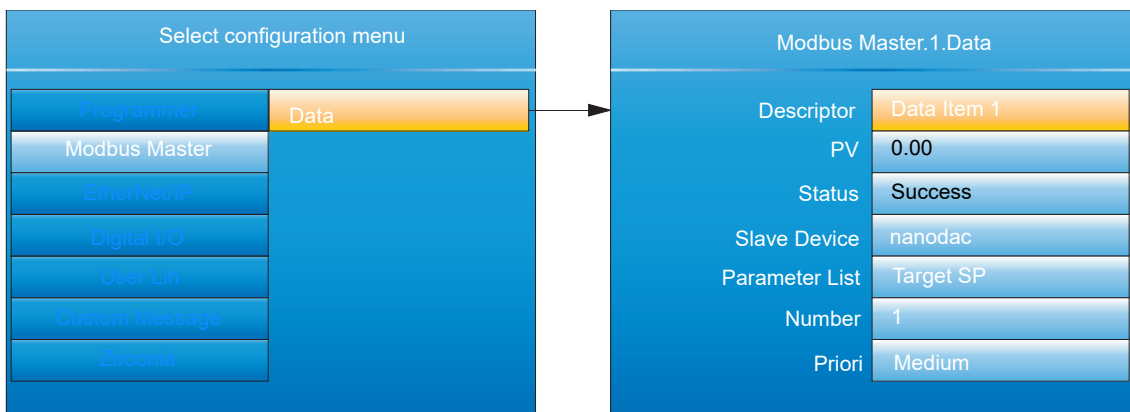 Select configuration menu
Programmer
Data
Modbus Master
EtherNet/IP
Digital I/O
User Lin
Custom Message
Zirconia
Modbus Master.1.Data
Descriptor Data Item 1
PV 0.00
Status Success
Slave Device nanodac
Parameter List Target SP
Number 1
Priori Medium